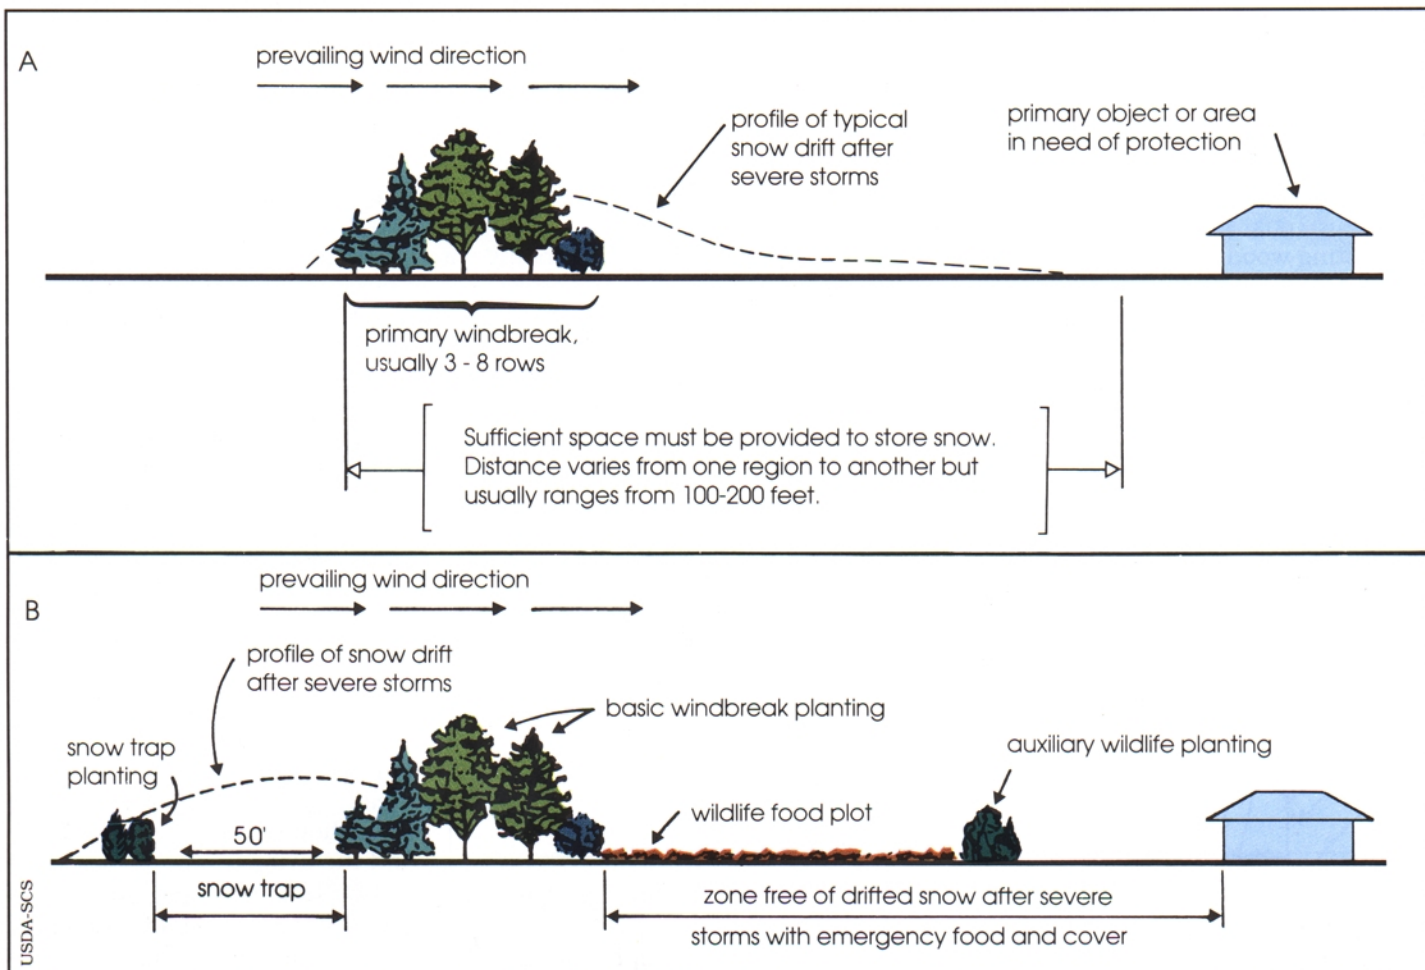 A
prevailing wind direction
profile of typical
snow drift after
severe storms
primary object or area
in need of protection
primary windbreak,
usually 3 - 8 rows
Sufficient space must be provided to store snow.
Distance varies from one region to another but
usually ranges from 100-200 feet.
B
prevailing wind direction
profile of snow drift
after severe storms
basic windbreak planting
snow trap
planting
auxiliary wildlife planting
wildlife food plot
50'
snow trap
zone free of drifted snow after severe
storms with emergency food and cover
USDA-SCS